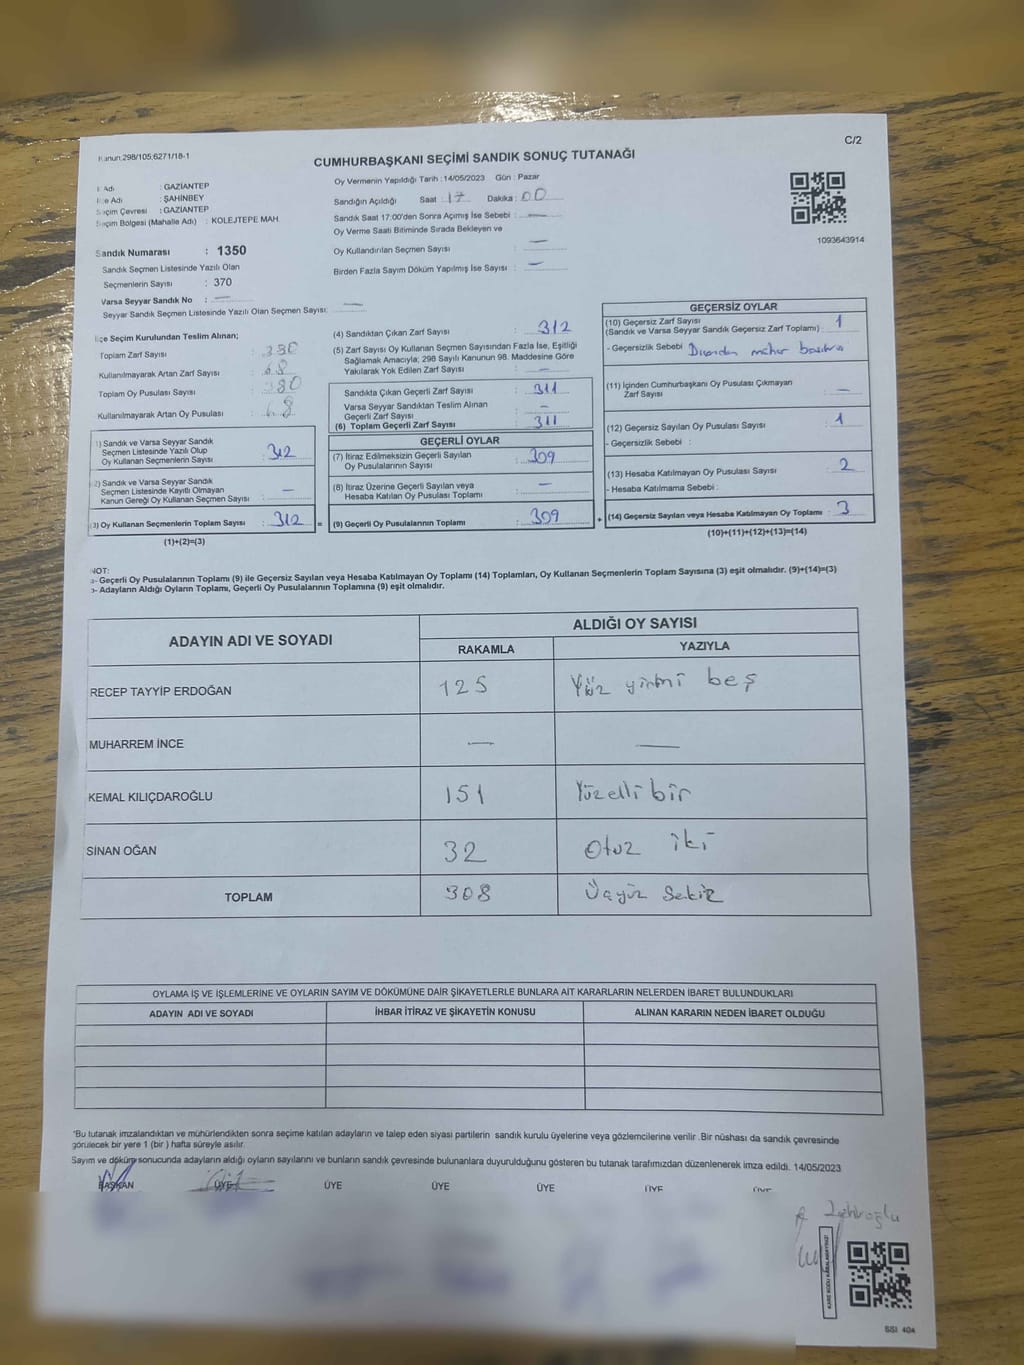 Kanun:298/105;6271/18-1
C/2
CUMHURBAŞKANI SEÇİMİ SANDIK SONUÇ TUTANAĞI
İl Adı : GAZİANTEP
İlçe Adı : ŞAHİNBEY
Seçim Çevresi : GAZİANTEP
Seçim Bölgesi (Mahalle Adı) : KOLEJTEPE MAH.
Sandık Numarası : 1350
Sandık Seçmen Listesinde Yazılı Olan
Seçmenlerin Sayısı : 370
Varsa Seyyar Sandık No : —
Seyyar Sandık Seçmen Listesinde Yazılı Olan Seçmen Sayısı: —
Oy Vermenin Yapıldığı Tarih : 14/05/2023 Gün : Pazar
Sandığın Açıldığı Saat : 17 Dakika : 00
Sandık Saat 17:00'den Sonra Açımış İse Sebebi : —
Oy Verme Saati Bitiminde Sırada Bekleyen ve
Oy Kullandırılan Seçmen Sayısı : —
Birden Fazla Sayım Döküm Yapılmış İse Sayısı : —
1093643914
İlçe Seçim Kurulundan Teslim Alınan;
Toplam Zarf Sayısı : 380
Kullanılmayarak Artan Zarf Sayısı : 68
Toplam Oy Pusulası Sayısı : 380
Kullanılmayarak Artan Oy Pusulası : 68
(1) Sandık ve Varsa Seyyar Sandık
Seçmen Listesinde Yazılı Olup
Oy Kullanan Seçmenlerin Sayısı : 312
(2) Sandık ve Varsa Seyyar Sandık
Seçmen Listesinde Kayıtlı Olmayan
Kanun Gereği Oy Kullanan Seçmen Sayısı : —
(3) Oy Kullanan Seçmenlerin Toplam Sayısı : 312 =
(1)+(2)=(3)
(4) Sandıktan Çıkan Zarf Sayısı : 312
(5) Zarf Sayısı Oy Kullanan Seçmen Sayısından Fazla İse, Eşitliği
Sağlamak Amacıyla; 298 Sayılı Kanunun 98. Maddesine Göre
Yakılarak Yok Edilen Zarf Sayısı : —
Sandıkta Çıkan Geçerli Zarf Sayısı : 311
Varsa Seyyar Sandıktan Teslim Alınan
Geçerli Zarf Sayısı : —
(6) Toplam Geçerli Zarf Sayısı : 311
GEÇERLİ OYLAR
(7) İtiraz Edilmeksizin Geçerli Sayılan
Oy Pusulalarının Sayısı : 309
(8) İtiraz Üzerine Geçerli Sayılan veya
Hesaba Katılan Oy Pusulası Toplamı : —
(9) Geçerli Oy Pusulalarının Toplamı : 309 +
GEÇERSİZ OYLAR
(10) Geçersiz Zarf Sayısı
(Sandık ve Varsa Seyyar Sandık Geçersiz Zarf Toplamı) : 1
- Geçersizlik Sebebi : Dışından mühür basılmış
(11) İçinden Cumhurbaşkanı Oy Pusulası Çıkmayan
Zarf Sayısı : —
(12) Geçersiz Sayılan Oy Pusulası Sayısı : 1
- Geçersizlik Sebebi :
(13) Hesaba Katılmayan Oy Pusulası Sayısı : 2
- Hesaba Katılmama Sebebi :
(14) Geçersiz Sayılan veya Hesaba Katılmayan Oy Toplamı : 3
(10)+(11)+(12)+(13)=(14)
NOT:
a- Geçerli Oy Pusulalarının Toplamı (9) ile Geçersiz Sayılan veya Hesaba Katılmayan Oy Toplamı (14) Toplamları, Oy Kullanan Seçmenlerin Toplam Sayısına (3) eşit olmalıdır. (9)+(14)=(3)
b- Adayların Aldığı Oyların Toplamı, Geçerli Oy Pusulalarının Toplamına (9) eşit olmalıdır.
ADAYIN ADI VE SOYADI
ALDIĞI OY SAYISI
RAKAMLA YAZIYLA
RECEP TAYYİP ERDOĞAN 125 Yüz yirmi beş
MUHARREM İNCE — —
KEMAL KILIÇDAROĞLU 151 Yüzelli bir
SİNAN OĞAN 32 Otuz iki
TOPLAM 308 Üçyüz Sekiz
OYLAMA İŞ VE İŞLEMLERİNE VE OYLARIN SAYIM VE DÖKÜMÜNE DAİR ŞİKAYETLERLE BUNLARA AİT KARARLARIN NELERDEN İBARET BULUNDUKLARI
ADAYIN ADI VE SOYADI İHBAR İTİRAZ VE ŞİKAYETİN KONUSU ALINAN KARARIN NEDEN İBARET OLDUĞU
*Bu tutanak imzalandıktan ve mühürlendikten sonra seçime katılan adayların ve talep eden siyasi partilerin sandık kurulu üyelerine veya gözlemcilerine verilir. Bir nüshası da sandık çevresinde
görülecek bir yere 1 (bir) hafta süreyle asılır.
Sayım ve döküm sonucunda adayların aldığı oyların sayılarını ve bunların sandık çevresinde bulunanlara duyurulduğunu gösteren bu tutanak tarafımızdan düzenlenerek imza edildi. 14/05/2023
BAŞKAN ÜYE ÜYE ÜYE ÜYE ÜYE ÜYE
SSI 404